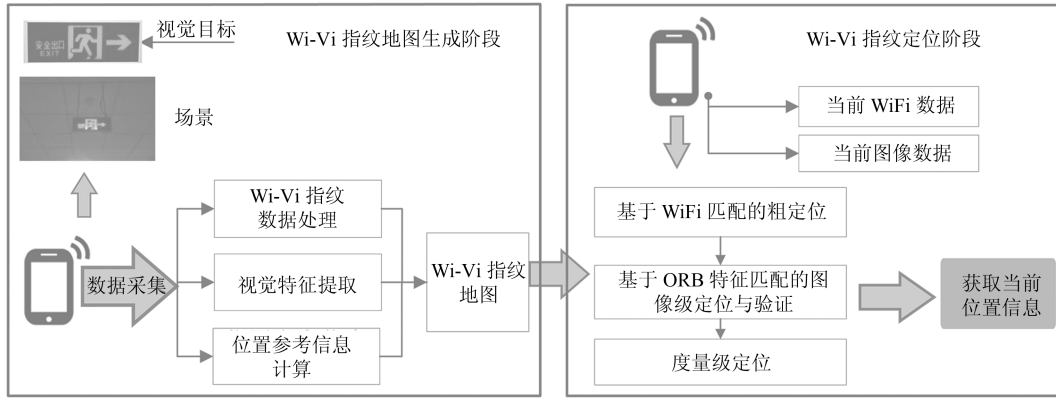 安全出口
EXIT
视觉目标
Wi-Vi 指纹地图生成阶段
场景
数据采集
Wi-Vi 指纹
数据处理
视觉特征提取
位置参考信息
计算
Wi-Vi 指纹
地图
Wi-Vi 指纹定位阶段
当前 WiFi 数据
当前图像数据
基于 WiFi 匹配的粗定位
基于 ORB 特征匹配的图
像级定位与验证
度量级定位
获取当前
位置信息